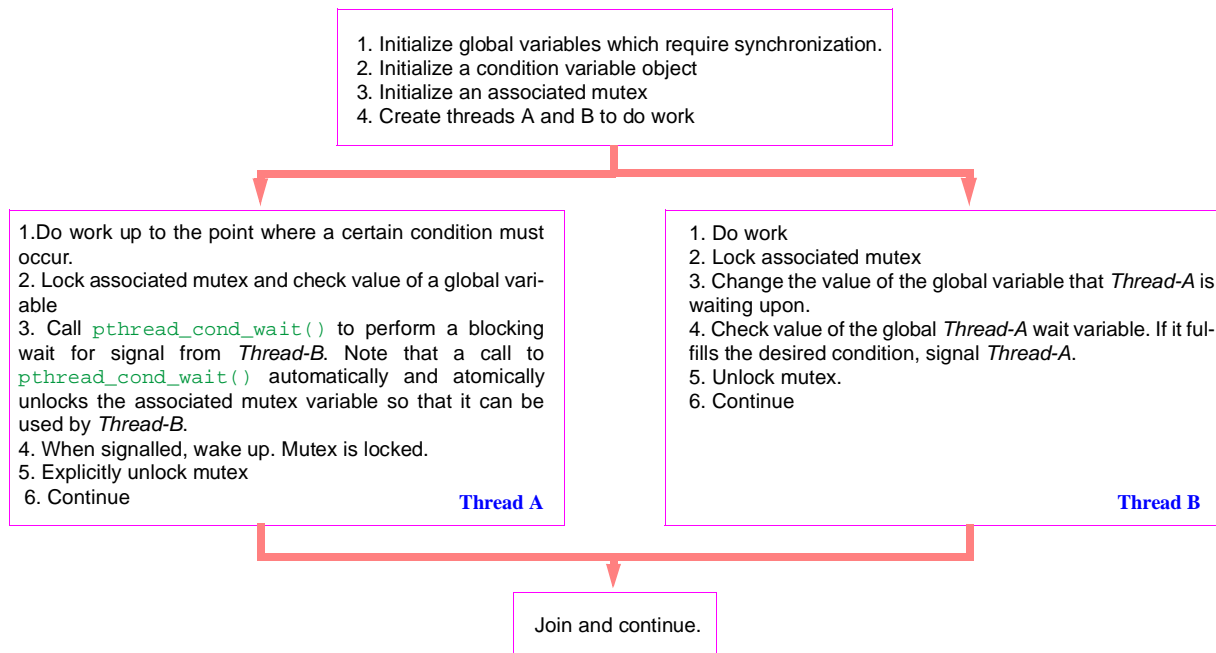 1. Initialize global variables which require synchronization.
2. Initialize a condition variable object
3. Initialize an associated mutex
4. Create threads A and B to do work
1.Do work up to the point where a certain condition must
occur.
2. Lock associated mutex and check value of a global vari-
able
3. Call pthread_cond_wait() to perform a blocking
wait for signal from Thread-B. Note that a call to
pthread_cond_wait() automatically and atomically
unlocks the associated mutex variable so that it can be
used by Thread-B.
4. When signalled, wake up. Mutex is locked.
5. Explicitly unlock mutex
6. Continue
Thread A
1. Do work
2. Lock associated mutex
3. Change the value of the global variable that Thread-A is
waiting upon.
4. Check value of the global Thread-A wait variable. If it ful-
fills the desired condition, signal Thread-A.
5. Unlock mutex.
6. Continue
Thread B
Join and continue.